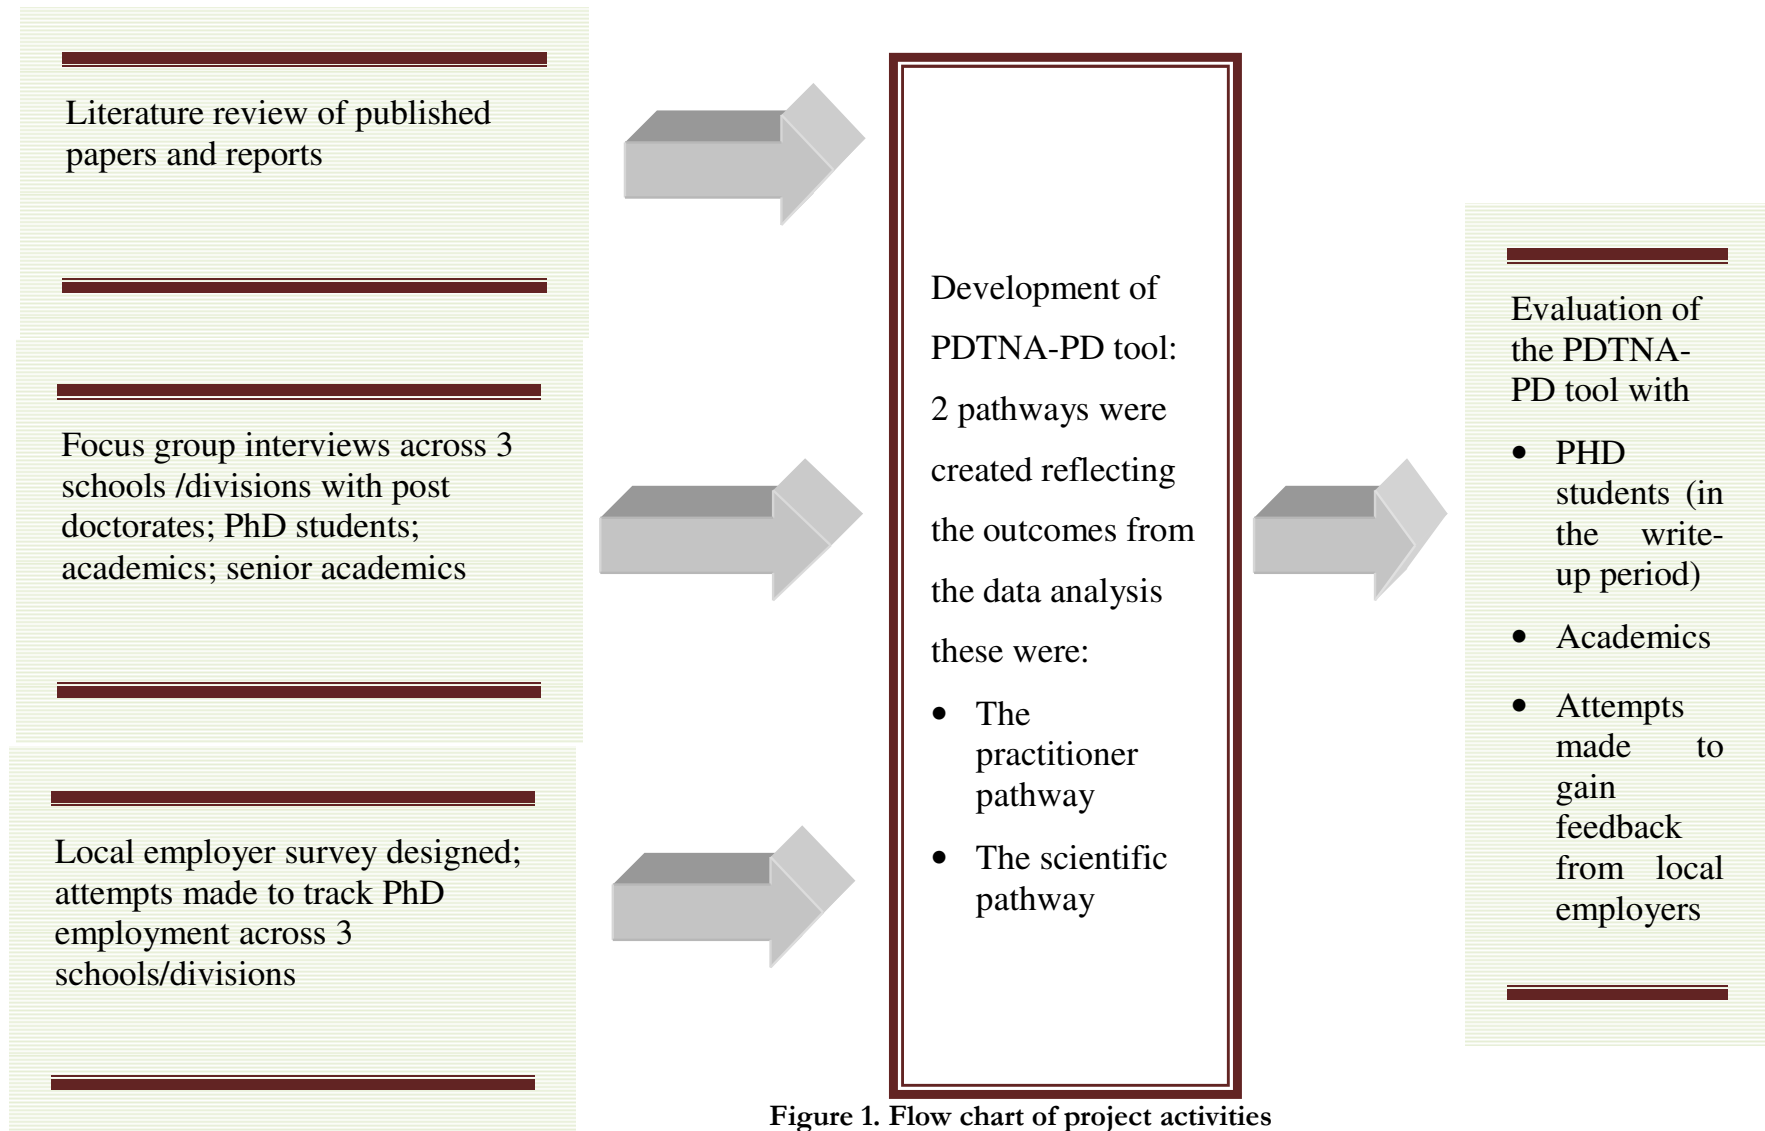 Literature review of published
papers and reports
Focus group interviews across 3
schools /divisions with post
doctorates; PhD students;
academics; senior academics
Local employer survey designed;
attempts made to track PhD
employment across 3
schools/divisions
Development of
PDTNA-PD tool:
2 pathways were
created reflecting
the outcomes from
the data analysis
these were:
• The
practitioner
pathway
• The scientific
pathway
Evaluation of
the PDTNA-
PD tool with
• PHD
students (in
the write-
up period)
• Academics
• Attempts
made to
gain
feedback
from local
employers
Figure 1. Flow chart of project activities